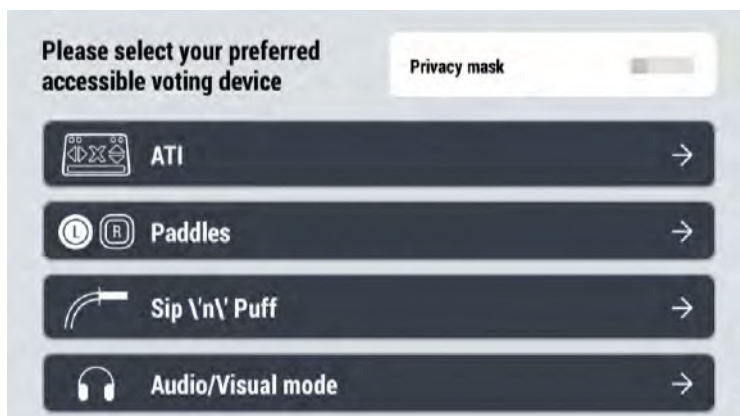 Please select your preferred
accessible voting device
Privacy mask
ATI
L R Paddles
Sip \'n\' Puff
Audio/Visual mode